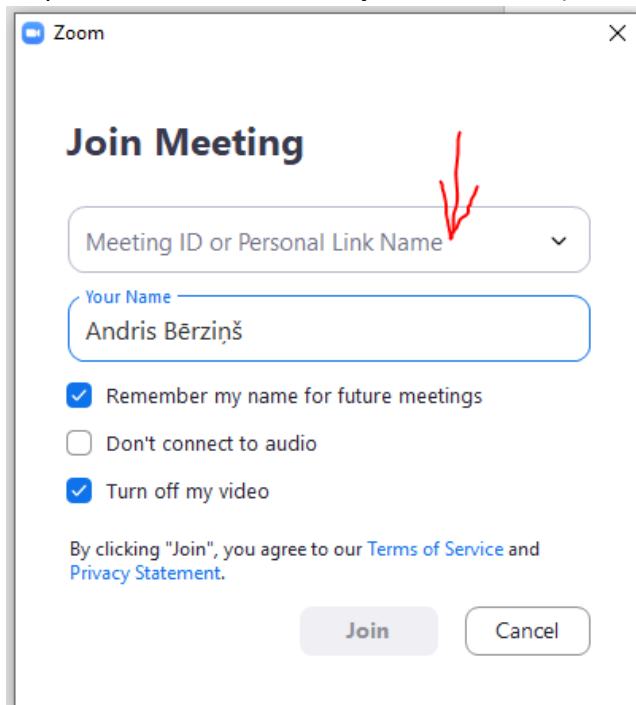 Zoom
Join Meeting
Meeting ID or Personal Link Name
Your Name
Andris Bērziņš
Remember my name for future meetings
Don't connect to audio
Turn off my video
By clicking "Join", you agree to our Terms of Service and
Privacy Statement.
Join Cancel